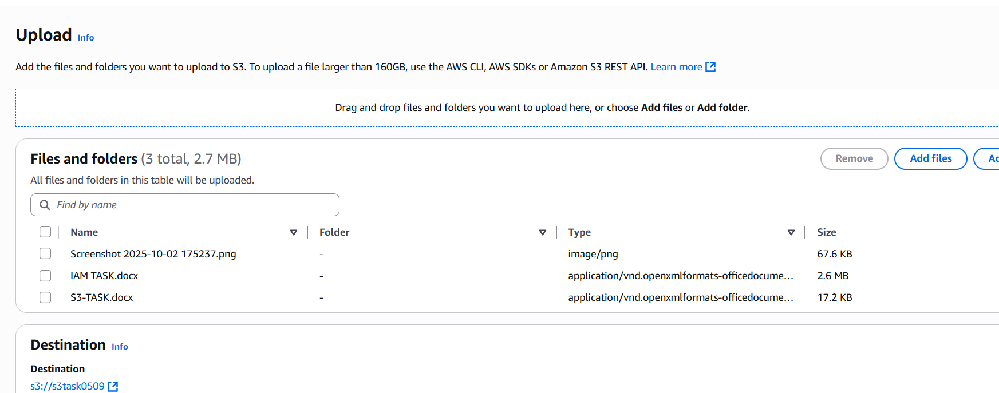 Upload Info
Add the files and folders you want to upload to S3. To upload a file larger than 160GB, use the AWS CLI, AWS SDKs or Amazon S3 REST API. Learn more
Drag and drop files and folders you want to upload here, or choose Add files or Add folder.
Files and folders (3 total, 2.7 MB)
Remove Add files
All files and folders in this table will be uploaded.
Find by name
Name Folder Type Size
Screenshot 2025-10-02 175237.png - image/png 67.6 KB
IAM TASK.docx - application/vnd.openxmlformats-officedocume... 2.6 MB
S3-TASK.docx - application/vnd.openxmlformats-officedocume... 17.2 KB
Destination Info
Destination
s3://s3task0509